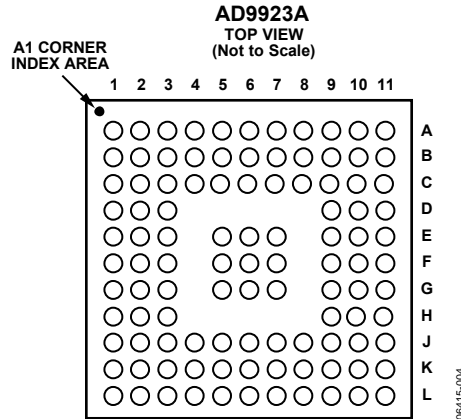 AD9923A
TOP VIEW
(Not to Scale)
A1 CORNER
INDEX AREA
1 2 3 4 5 6 7 8 9 10 11
A
B
C
D
E
F
G
H
J
K
L
06415-004